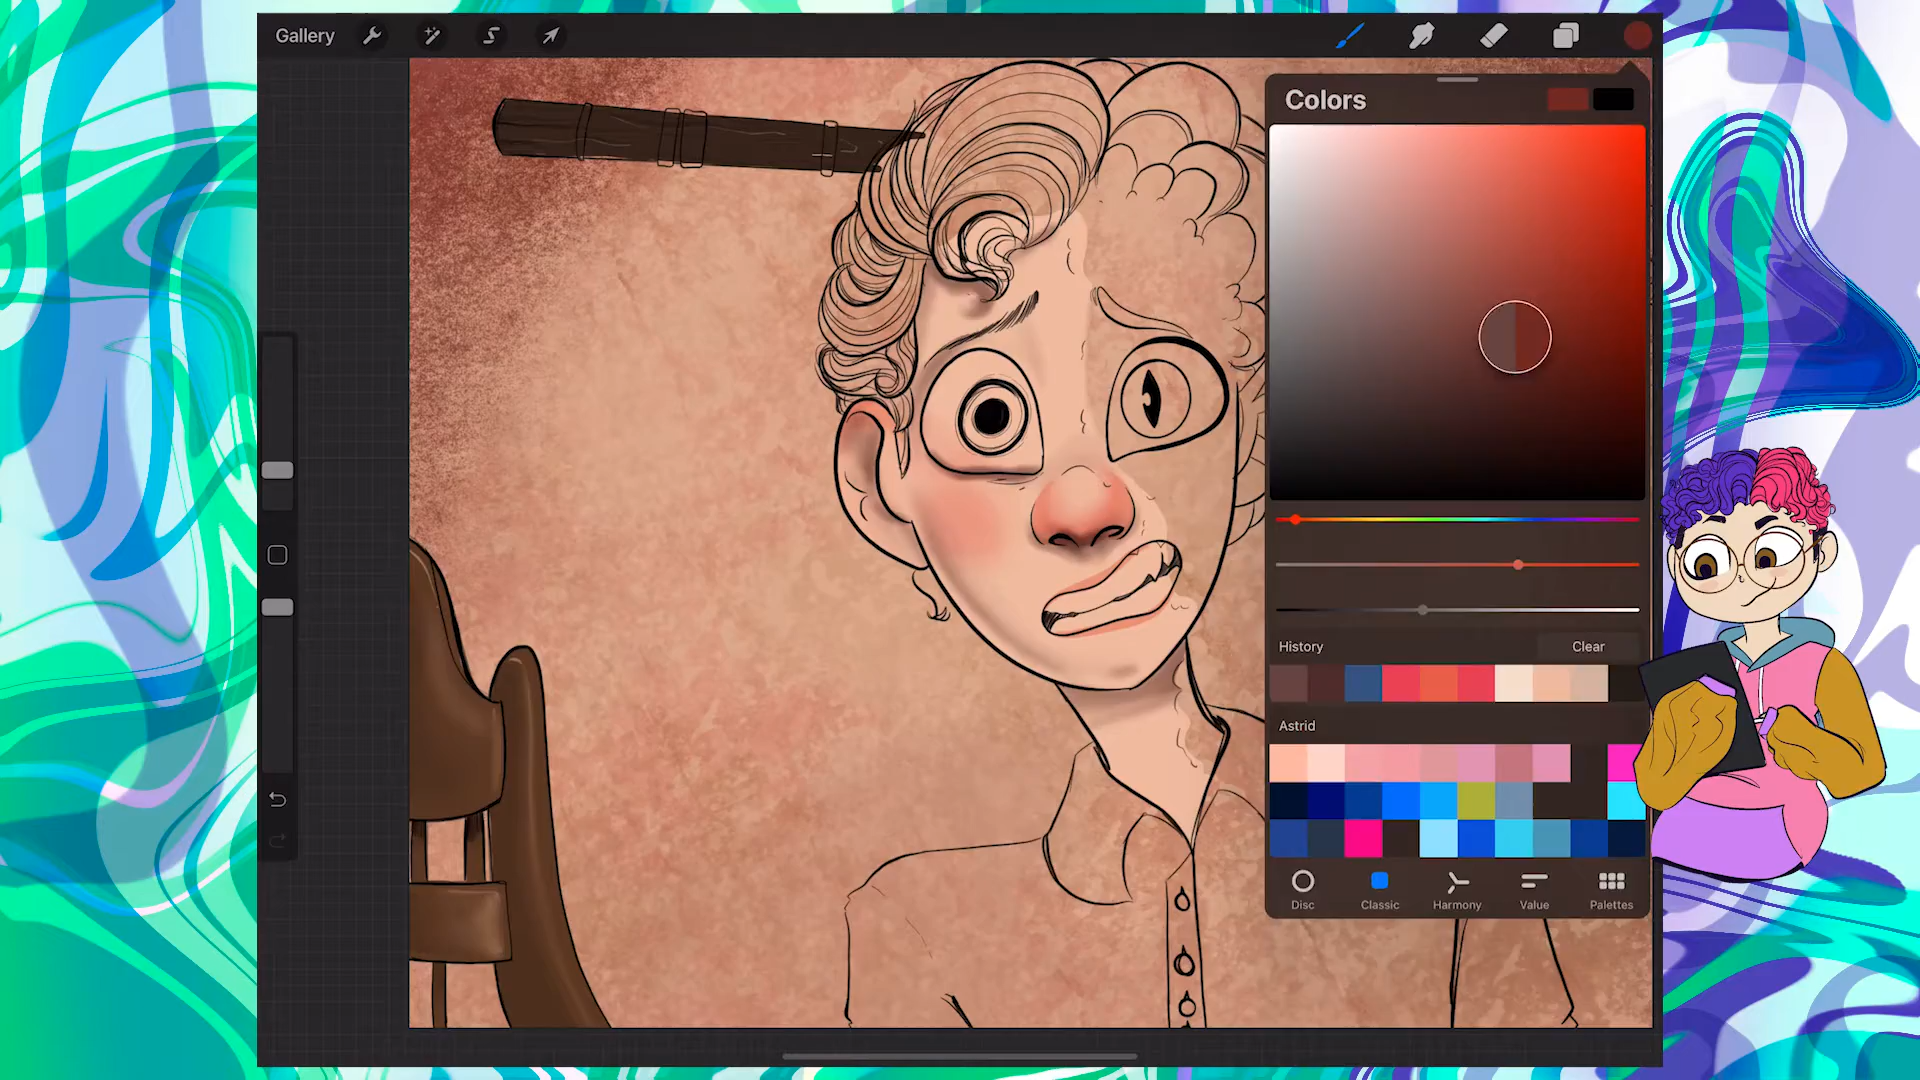 Gallery
Colors
History
Clear
Astrid
Disc
Classic
Harmony
Value
Palettes